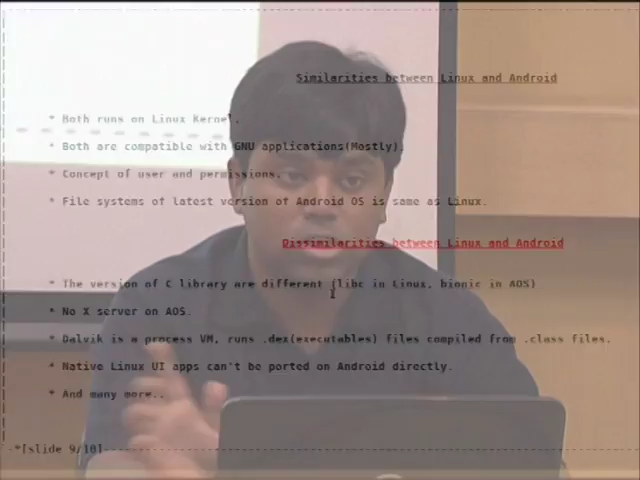 Similarities between Linux and Android
* Both runs on Linux Kernel.
* Both are compatible with GNU applications(Mostly).
* Concept of user and permissions.
* File systems of latest version of Android OS is same as Linux.
Dissimilarities between Linux and Android
* The version of C library are different (libc in Linux, bionic in AOS)
* No X server on AOS.
* Dalvik is a process VM, runs .dex(executables) files compiled from .class files.
* Native Linux UI apps can't be ported on Android directly.
* And many more..
-*[slide 9/10]